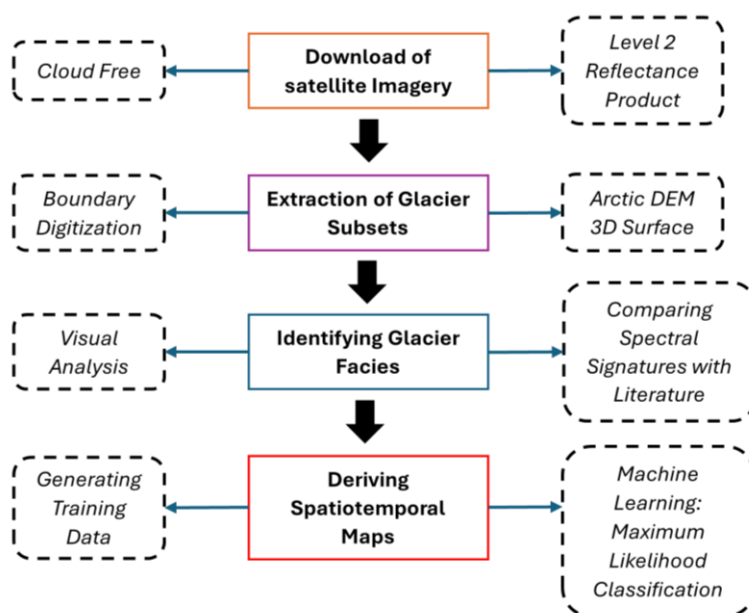 Cloud Free
Download of
satellite Imagery
Level 2
Reflectance
Product
Boundary
Digitization
Extraction of Glacier
Subsets
Arctic DEM
3D Surface
Visual
Analysis
Identifying Glacier
Facies
Comparing
Spectral
Signatures with
Literature
Generating
Training
Data
Deriving
Spatiotemporal
Maps
Machine
Learning:
Maximum
Likelihood
Classification